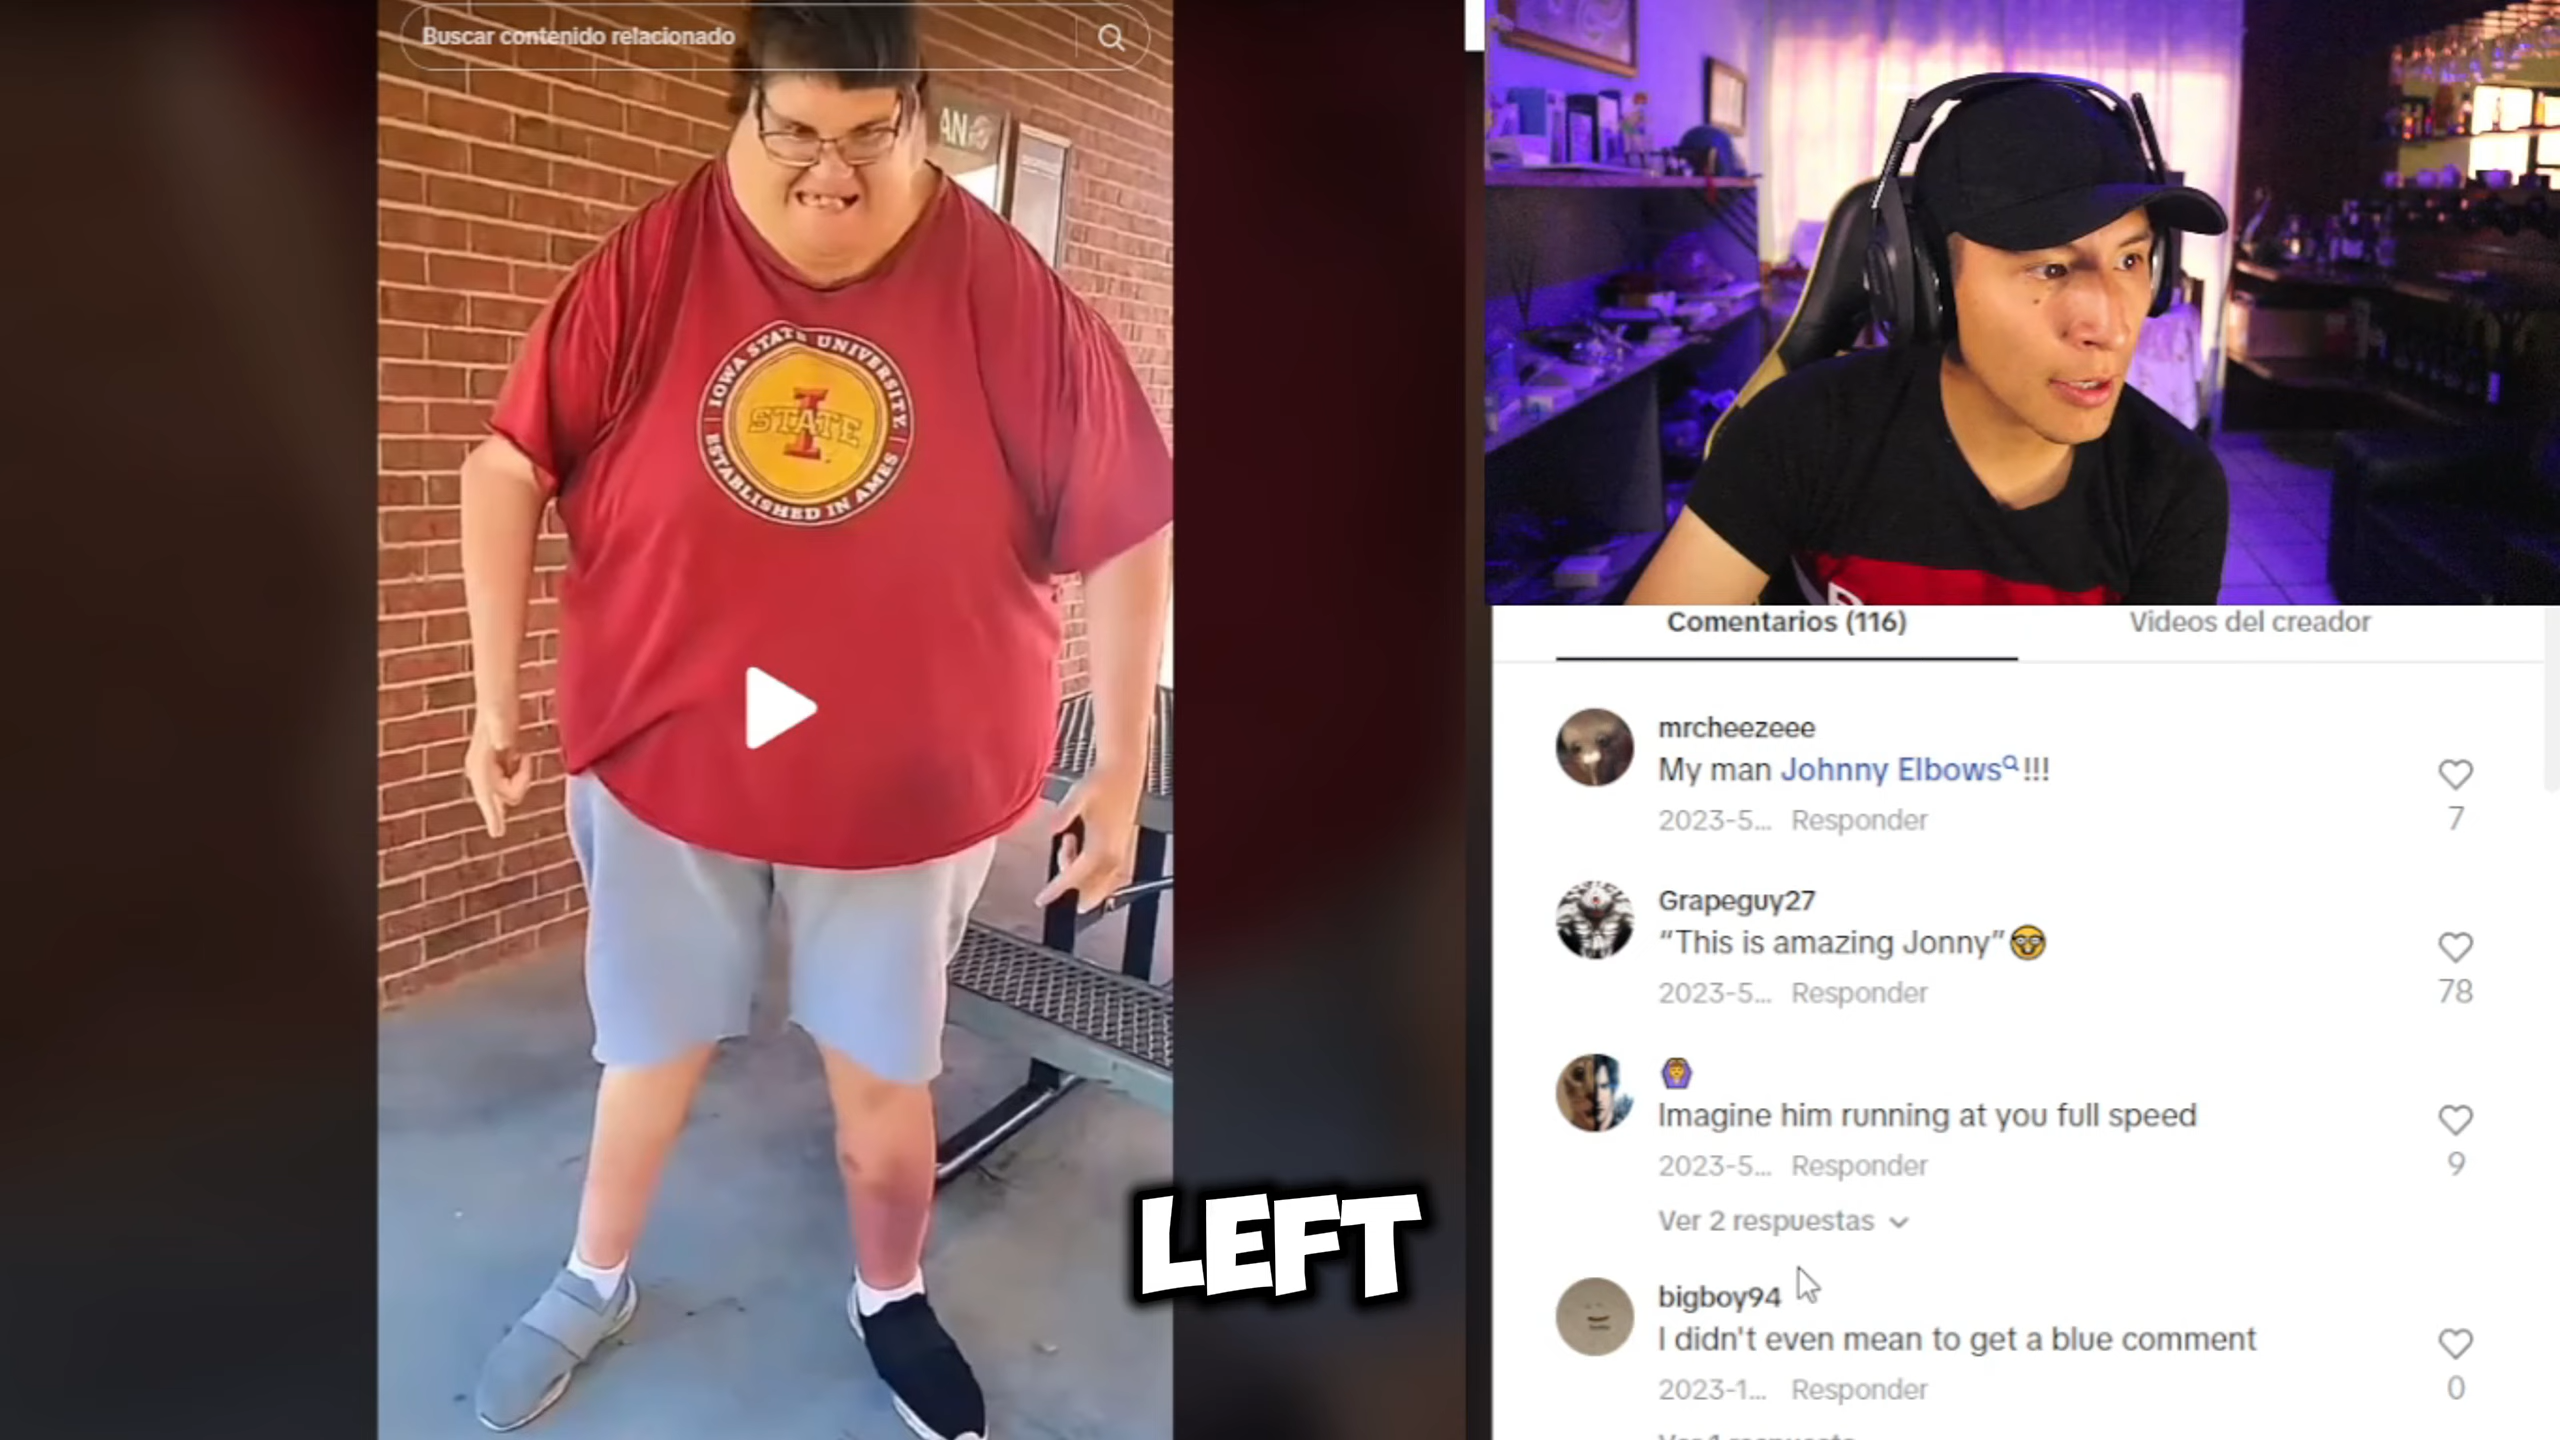 Buscar contenido relacionado
IOWA STATE UNIVERSITY
I
STATE
ESTABLISHED IN AMES
LEFT
Comentarios (116)
Videos del creador
mrcheezeee
My man Johnny Elbows!!!
2023-5... Responder
7
Grapeguy27
“This is amazing Jonny”🥸
2023-5... Responder
78
🙆
Imagine him running at you full speed
2023-5... Responder
9
Ver 2 respuestas
bigboy94
I didn't even mean to get a blue comment
2023-1... Responder
0